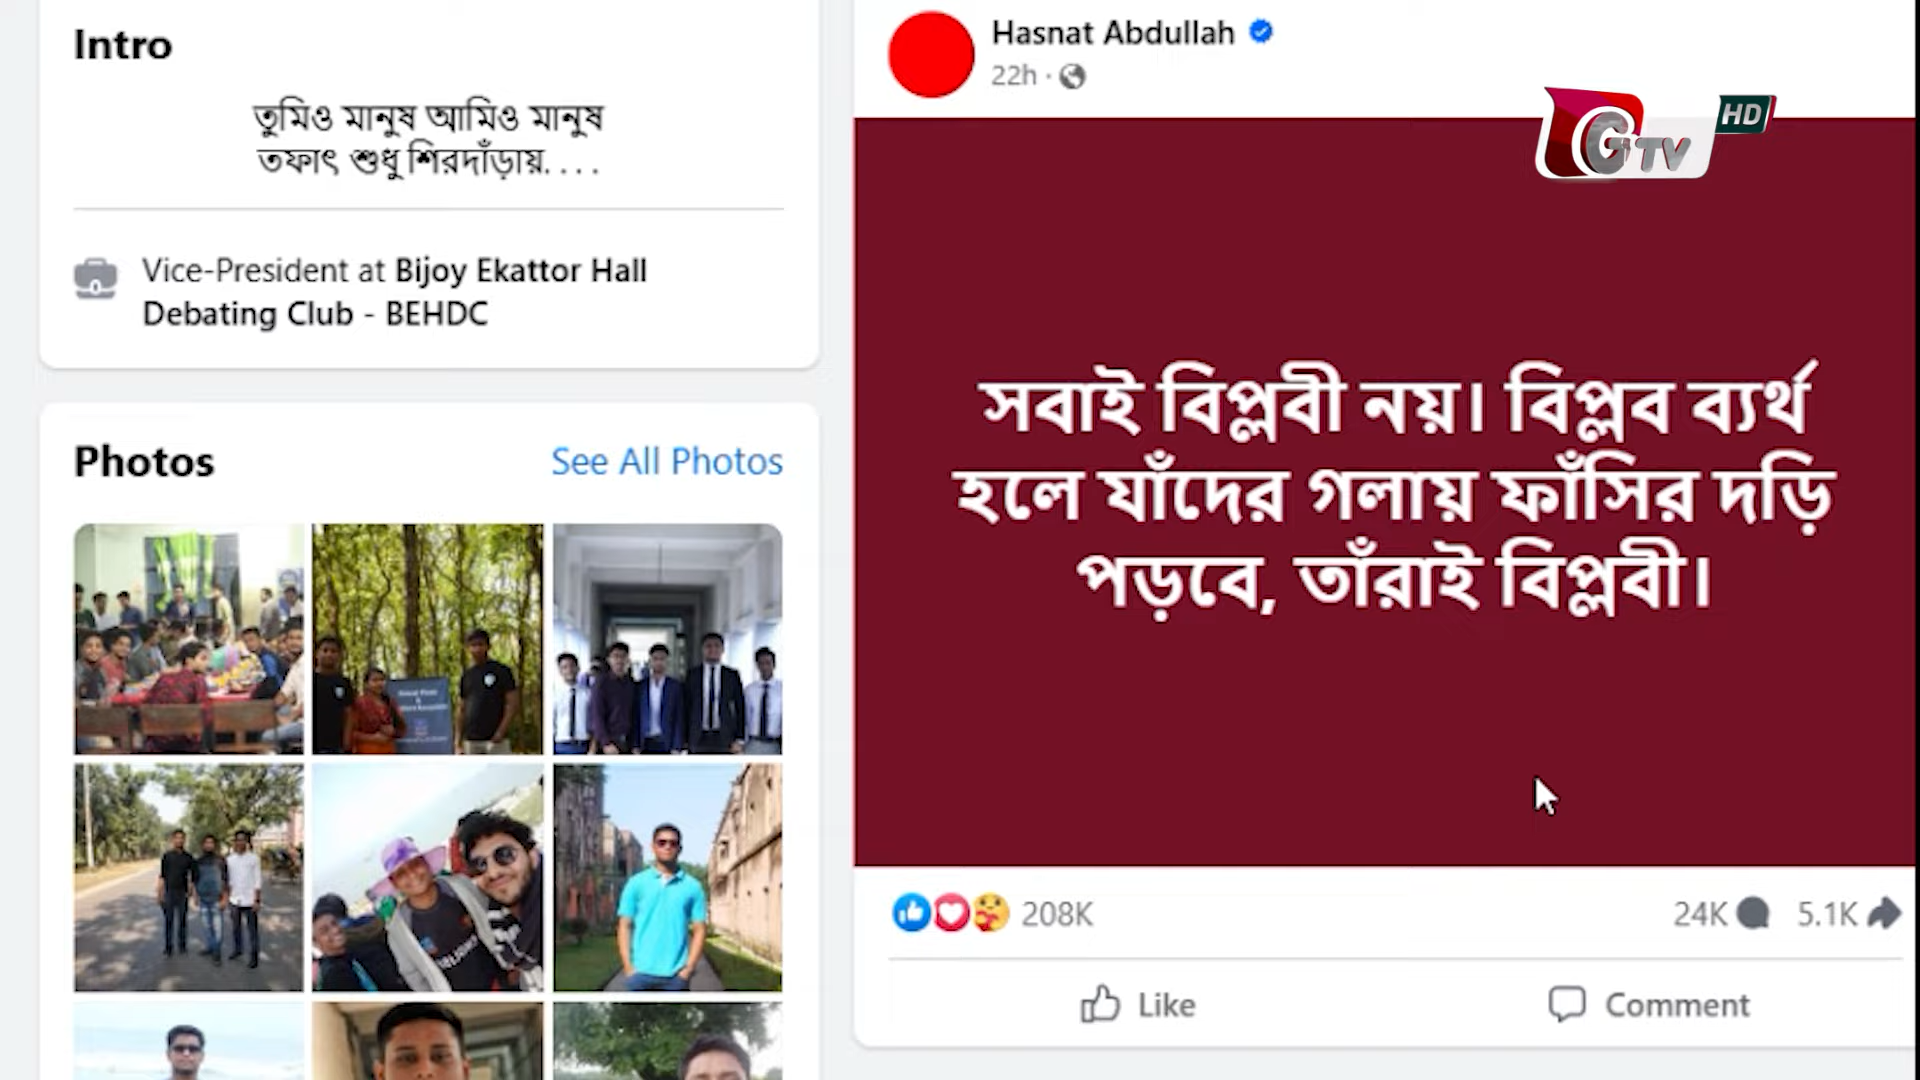 Intro
তুমিও মানুষ আমিও মানুষ
তফাৎ শুধু শিরদাঁড়ায়....
Vice-President at Bijoy Ekattor Hall
Debating Club - BEHDC
Photos
See All Photos
Hasnat Abdullah
22h ·
GTV HD
সবাই বিপ্লবী নয়। বিপ্লব ব্যর্থ
হলে যাঁদের গলায় ফাঁসির দড়ি
পড়বে, তাঁরাই বিপ্লবী।
208K
24K
5.1K
Like
Comment